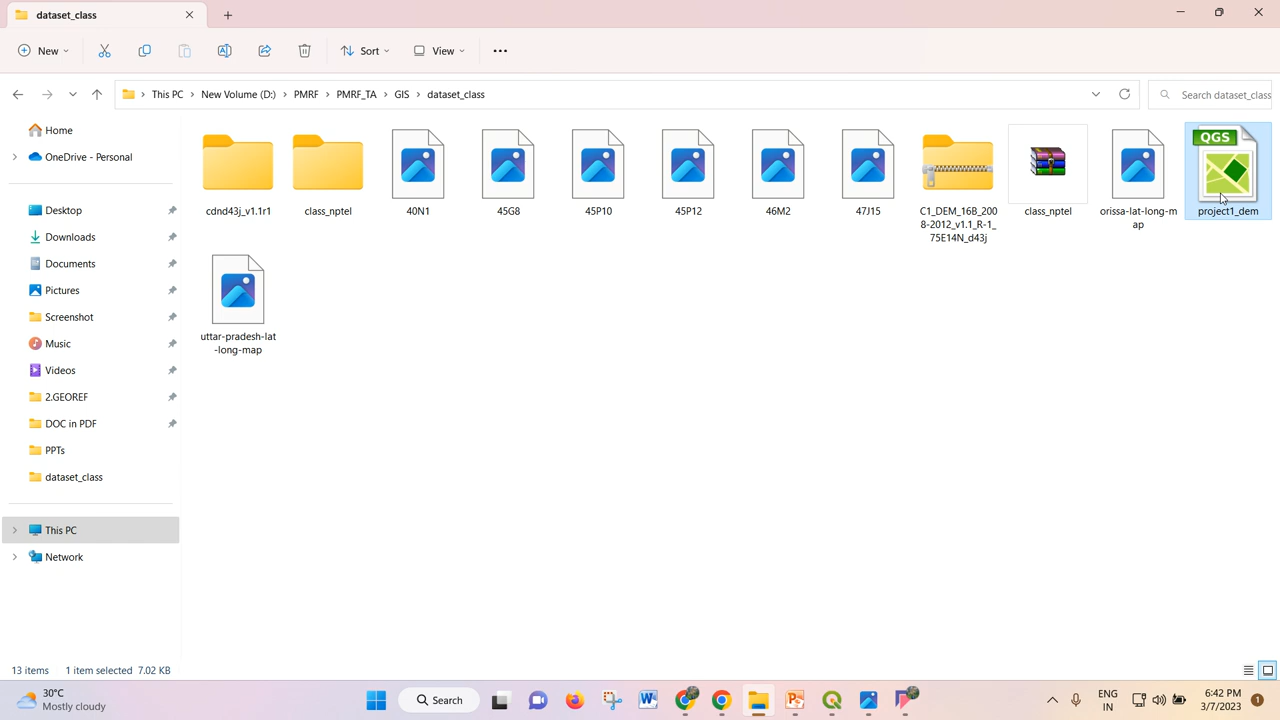 dataset_class
New
Sort
View
This PC
New Volume (D:)
PMRF
PMRF_TA
GIS
dataset_class
Search dataset_class
Home
OneDrive - Personal
Desktop
Downloads
Documents
Pictures
Screenshot
Music
Videos
2.GEOREF
DOC in PDF
PPTs
dataset_class
This PC
Network
cdnd43j_v1.1r1
class_nptel
40N1
45G8
45P10
45P12
46M2
47J15
C1_DEM_16B_200
8-2012_v1.1_R-1_
75E14N_d43j
class_nptel
orissa-lat-long-m
ap
QGS
project1_dem
uttar-pradesh-lat
-long-map
13 items
1 item selected 7.02 KB
30°C
Mostly cloudy
Search
ENG
IN
6:42 PM
3/7/2023
1